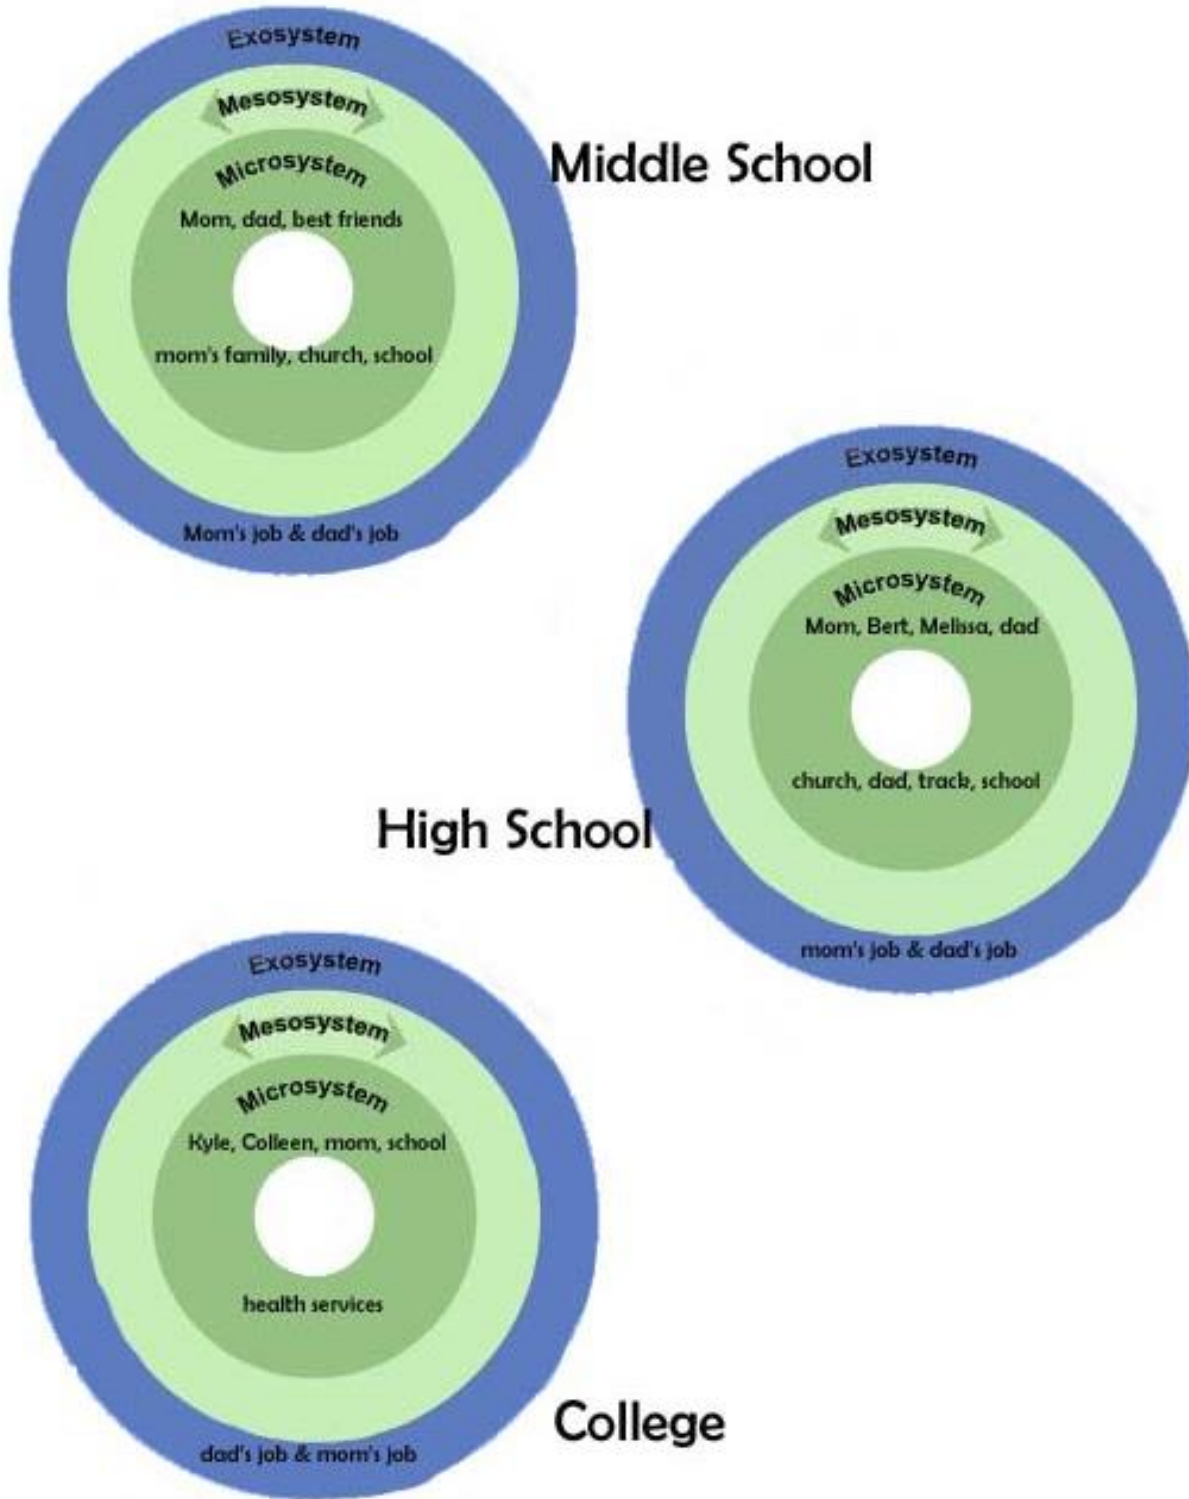 Exosystem
Mesosystem
Microsystem
Mom, dad, best friends
mom's family, church, school
Mom's job & dad's job
Middle School
Exosystem
Mesosystem
Microsystem
Mom, Bert, Melissa, dad
church, dad, track, school
mom's job & dad's job
High School
Exosystem
Mesosystem
Microsystem
Kyle, Colleen, mom, school
health services
dad's job & mom's job
College